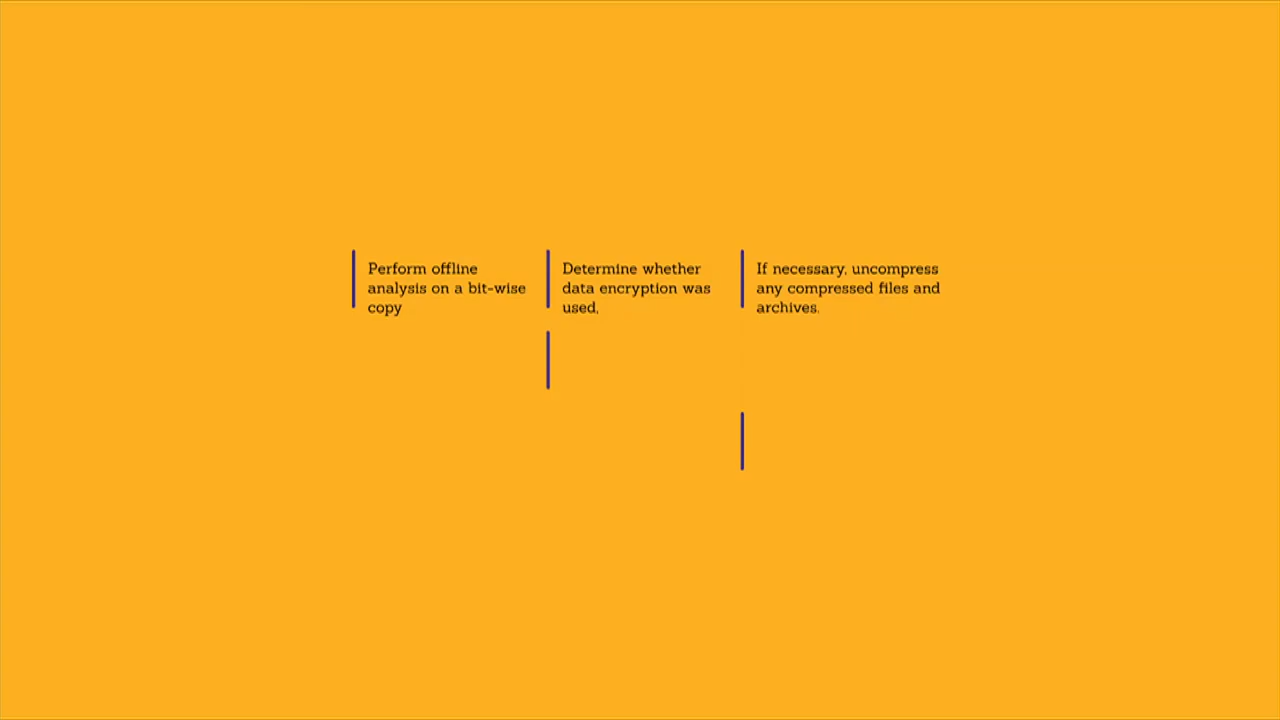 Perform offline
analysis on a bit-wise
copy
Determine whether
data encryption was
used,
If necessary, uncompress
any compressed files and
archives.